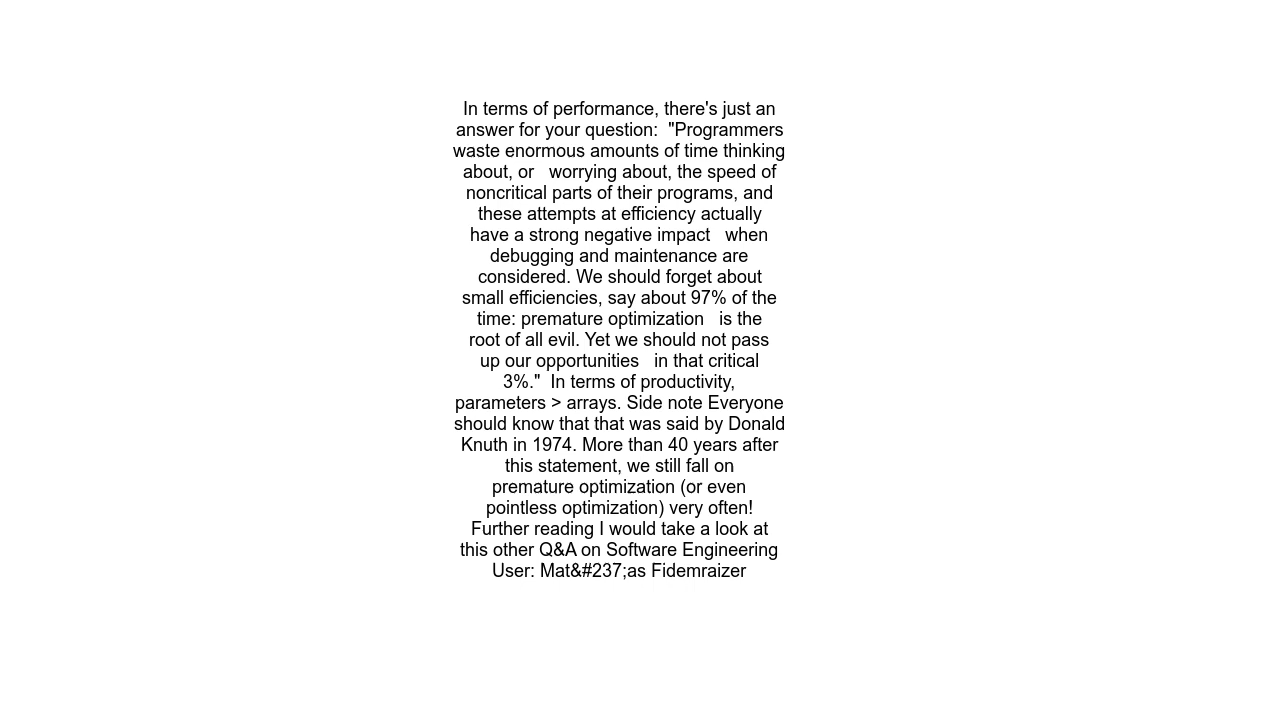 In terms of performance, there's just an
answer for your question:  "Programmers
waste enormous amounts of time thinking
about, or   worrying about, the speed of
noncritical parts of their programs, and
these attempts at efficiency actually
have a strong negative impact   when
debugging and maintenance are
considered. We should forget about
small efficiencies, say about 97% of the
time: premature optimization   is the
root of all evil. Yet we should not pass
up our opportunities   in that critical
3%."  In terms of productivity,
parameters > arrays. Side note Everyone
should know that that was said by Donald
Knuth in 1974. More than 40 years after
this statement, we still fall on
premature optimization (or even
pointless optimization) very often!
Further reading I would take a look at
this other Q&A on Software Engineering
User: Mat&#237;as Fidemraizer